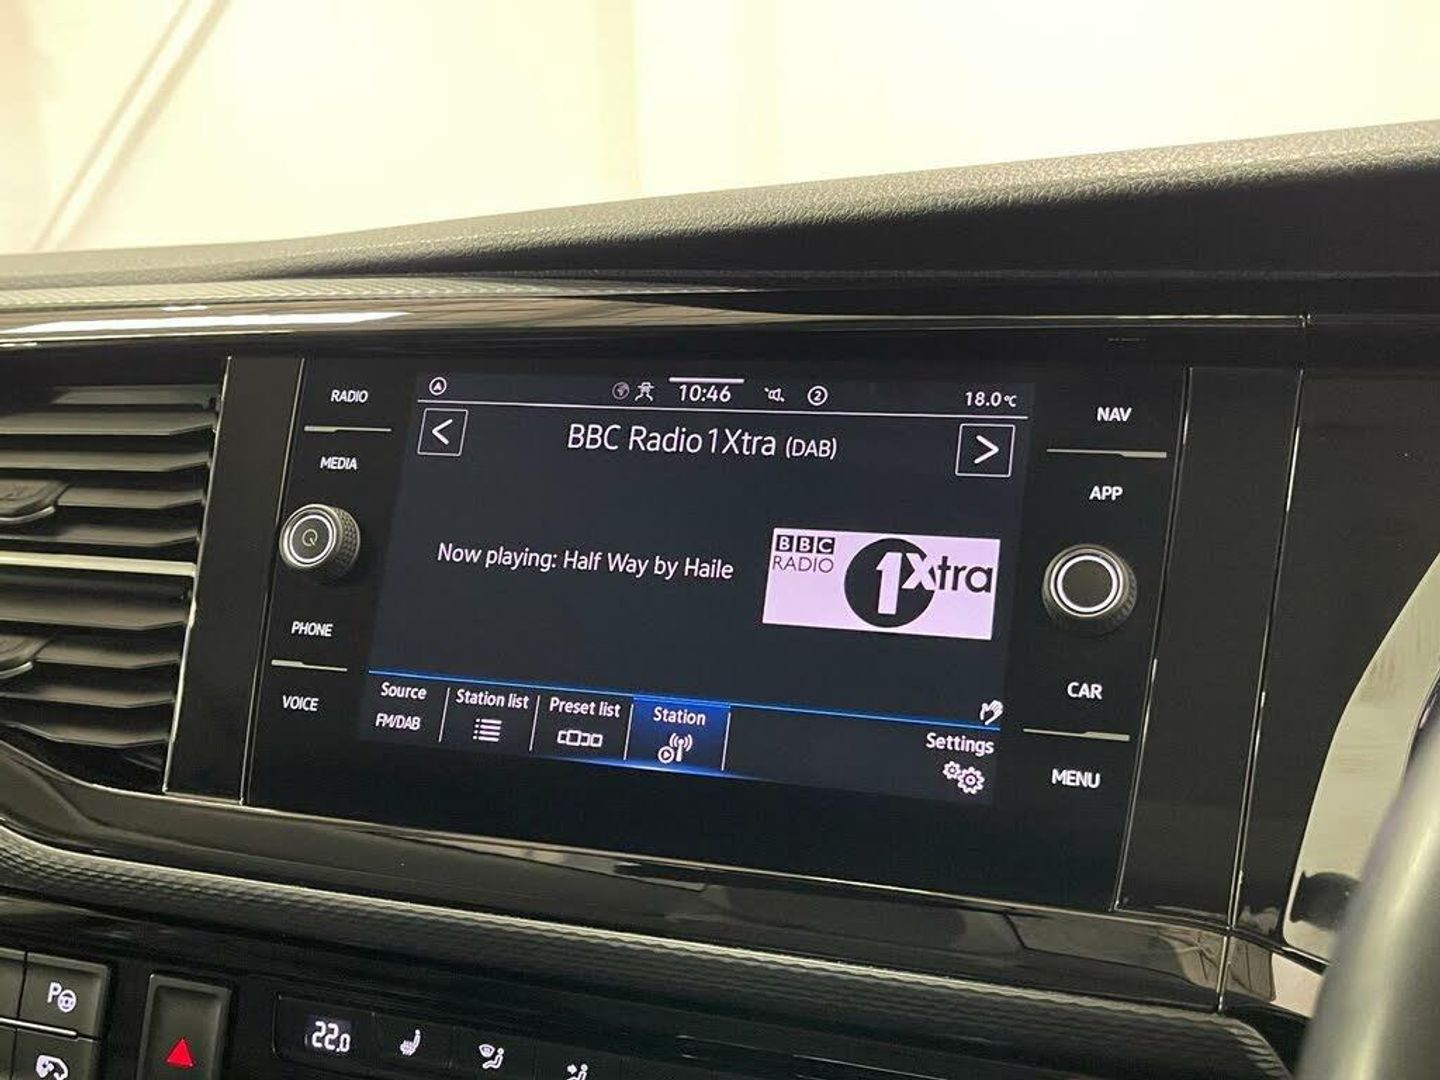 RADIO
MEDIA
PHONE
VOICE
10:46
2
18.0°C
BBC Radio 1Xtra (DAB)
Now playing: Half Way by Haile
BBC
RADIO
1Xtra
Source
FM/DAB
Station list
Preset list
Station
Settings
NAV
APP
CAR
MENU
P
22.0